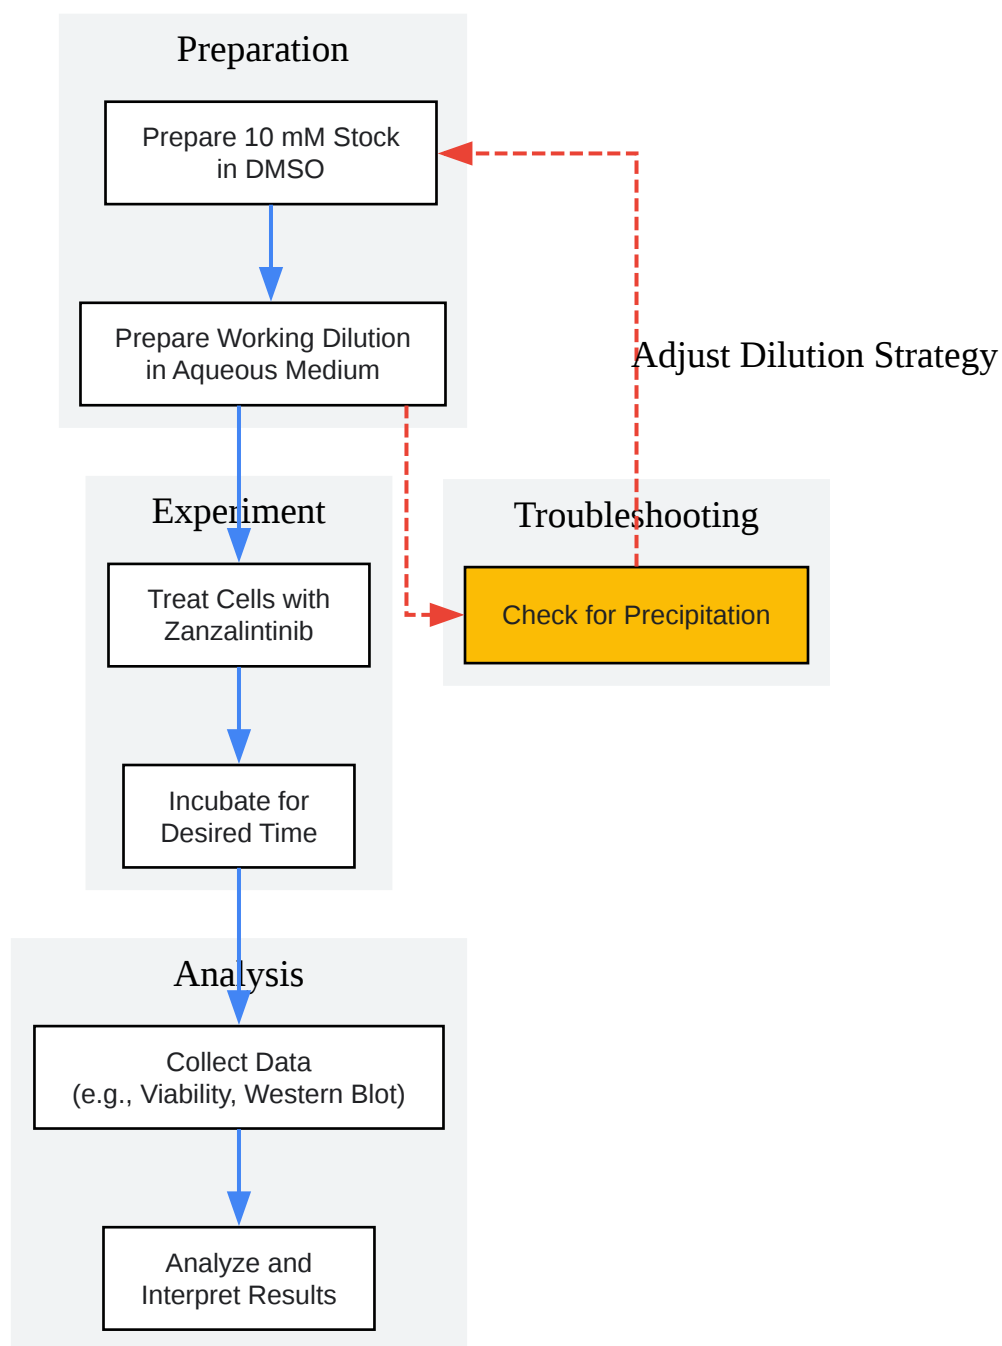 Preparation
Prepare 10 mM Stock
in DMSO
Prepare Working Dilution
in Aqueous Medium
Adjust Dilution Strategy
Experiment
Troubleshooting
Treat Cells with
Zanzalintinib
Check for Precipitation
Incubate for
Desired Time
Analysis
Collect Data
(e.g., Viability, Western Blot)
Analyze and
Interpret Results